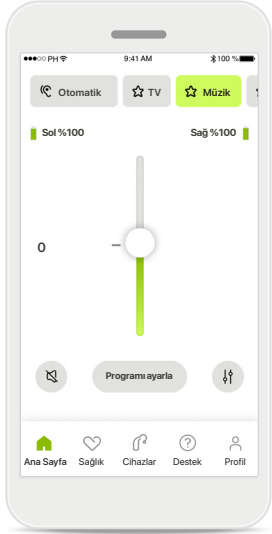 PH 9:41 AM 100 %
Otomatik TV Müzik
Sol %100 Sağ %100
0
Programı ayarla
Ana Sayfa Sağlık Cihazlar Destek Profil